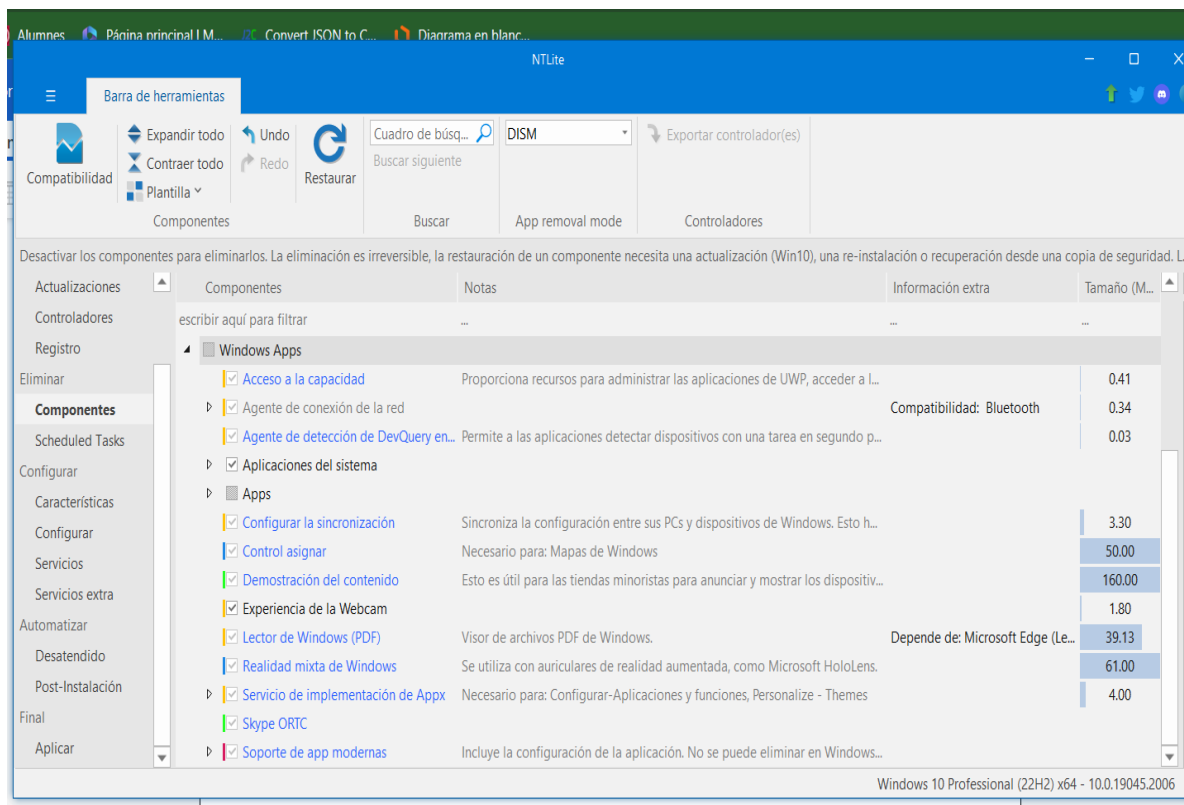 Alumnes Página principal | M... Convert JSON to C... Diagrama en blanc...
NTLite
Barra de herramientas
Compatibilidad
Expandir todo
Contraer todo
Plantilla
Undo
Redo
Restaurar
Cuadro de búsq...
Buscar siguiente
DISM
Exportar controlador(es)
Componentes Buscar App removal mode Controladores
Desactivar los componentes para eliminarlos. La eliminación es irreversible, la restauración de un componente necesita una actualización (Win10), una re-instalación o recuperación desde una copia de seguridad. L
Actualizaciones
Controladores
Registro
Eliminar
Componentes
Scheduled Tasks
Configurar
Características
Configurar
Servicios
Servicios extra
Automatizar
Desatendido
Post-Instalación
Final
Aplicar
Componentes Notas Información extra Tamaño (M...
escribir aquí para filtrar ... ... ...
Windows Apps
Acceso a la capacidad Proporciona recursos para administrar las aplicaciones de UWP, acceder a l... 0.41
Agente de conexión de la red Compatibilidad: Bluetooth 0.34
Agente de detección de DevQuery en... Permite a las aplicaciones detectar dispositivos con una tarea en segundo p... 0.03
Aplicaciones del sistema
Apps
Configurar la sincronización Sincroniza la configuración entre sus PCs y dispositivos de Windows. Esto h... 3.30
Control asignar Necesario para: Mapas de Windows 50.00
Demostración del contenido Esto es útil para las tiendas minoristas para anunciar y mostrar los dispositiv... 160.00
Experiencia de la Webcam 1.80
Lector de Windows (PDF) Visor de archivos PDF de Windows. Depende de: Microsoft Edge (Le... 39.13
Realidad mixta de Windows Se utiliza con auriculares de realidad aumentada, como Microsoft HoloLens. 61.00
Servicio de implementación de Appx Necesario para: Configurar-Aplicaciones y funciones, Personalize - Themes 4.00
Skype ORTC
Soporte de app modernas Incluye la configuración de la aplicación. No se puede eliminar en Windows...
Windows 10 Professional (22H2) x64 - 10.0.19045.2006